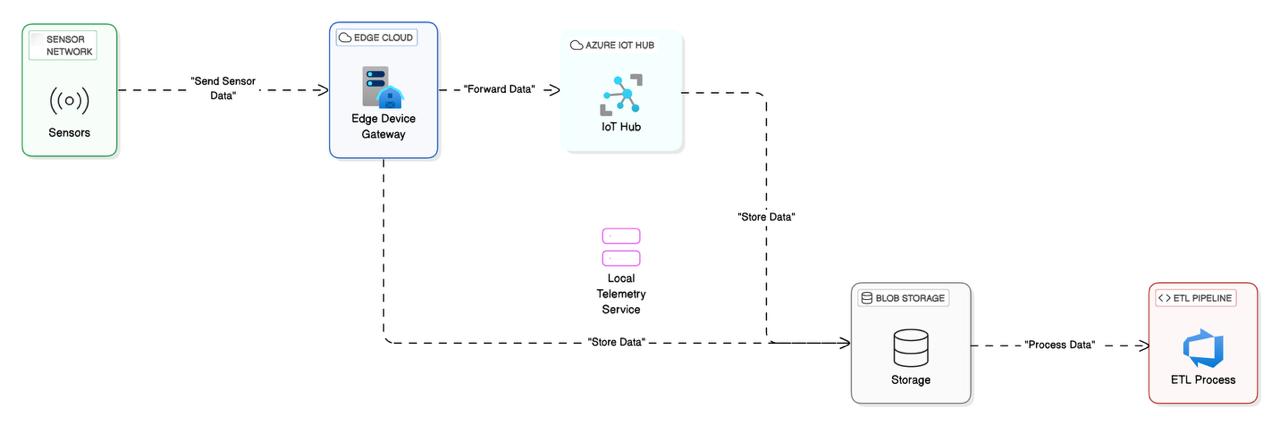 SENSOR
NETWORK
Sensors
"Send Sensor
Data"
EDGE CLOUD
Edge Device
Gateway
"Forward Data"
AZURE IOT HUB
IoT Hub
"Store Data"
Local
Telemetry
Service
"Store Data"
BLOB STORAGE
Storage
"Process Data"
ETL PIPELINE
ETL Process